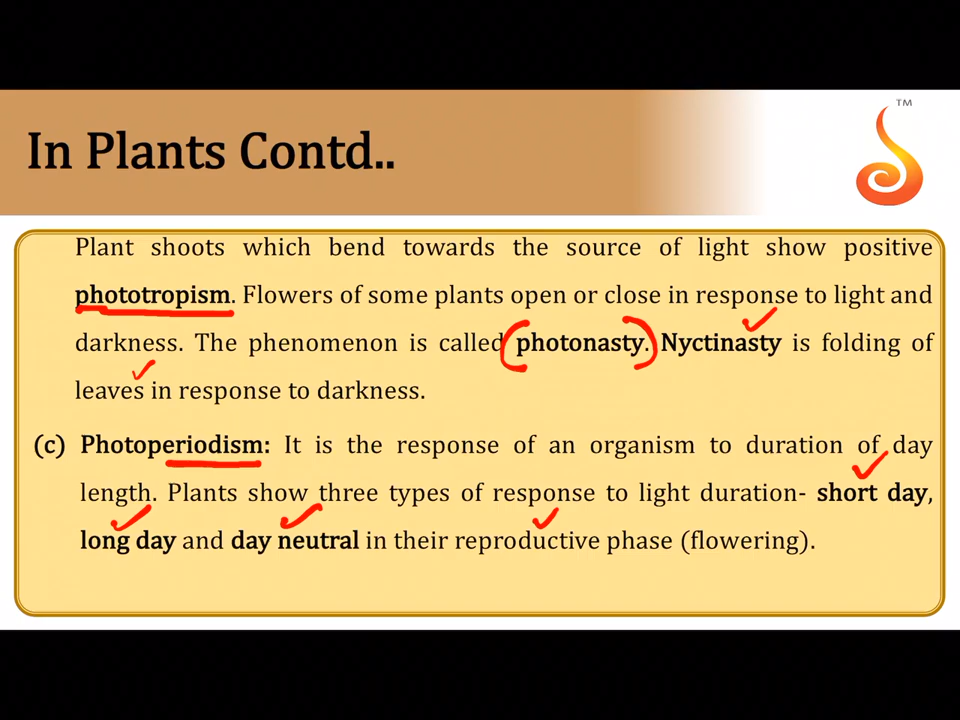 TM
In Plants Contd..
Plant shoots which bend towards the source of light show positive
phototropism. Flowers of some plants open or close in response to light and
darkness. The phenomenon is called photonasty. Nyctinasty is folding of
leaves in response to darkness.
(c) Photoperiodism: It is the response of an organism to duration of day
length. Plants show three types of response to light duration- short day,
long day and day neutral in their reproductive phase (flowering).